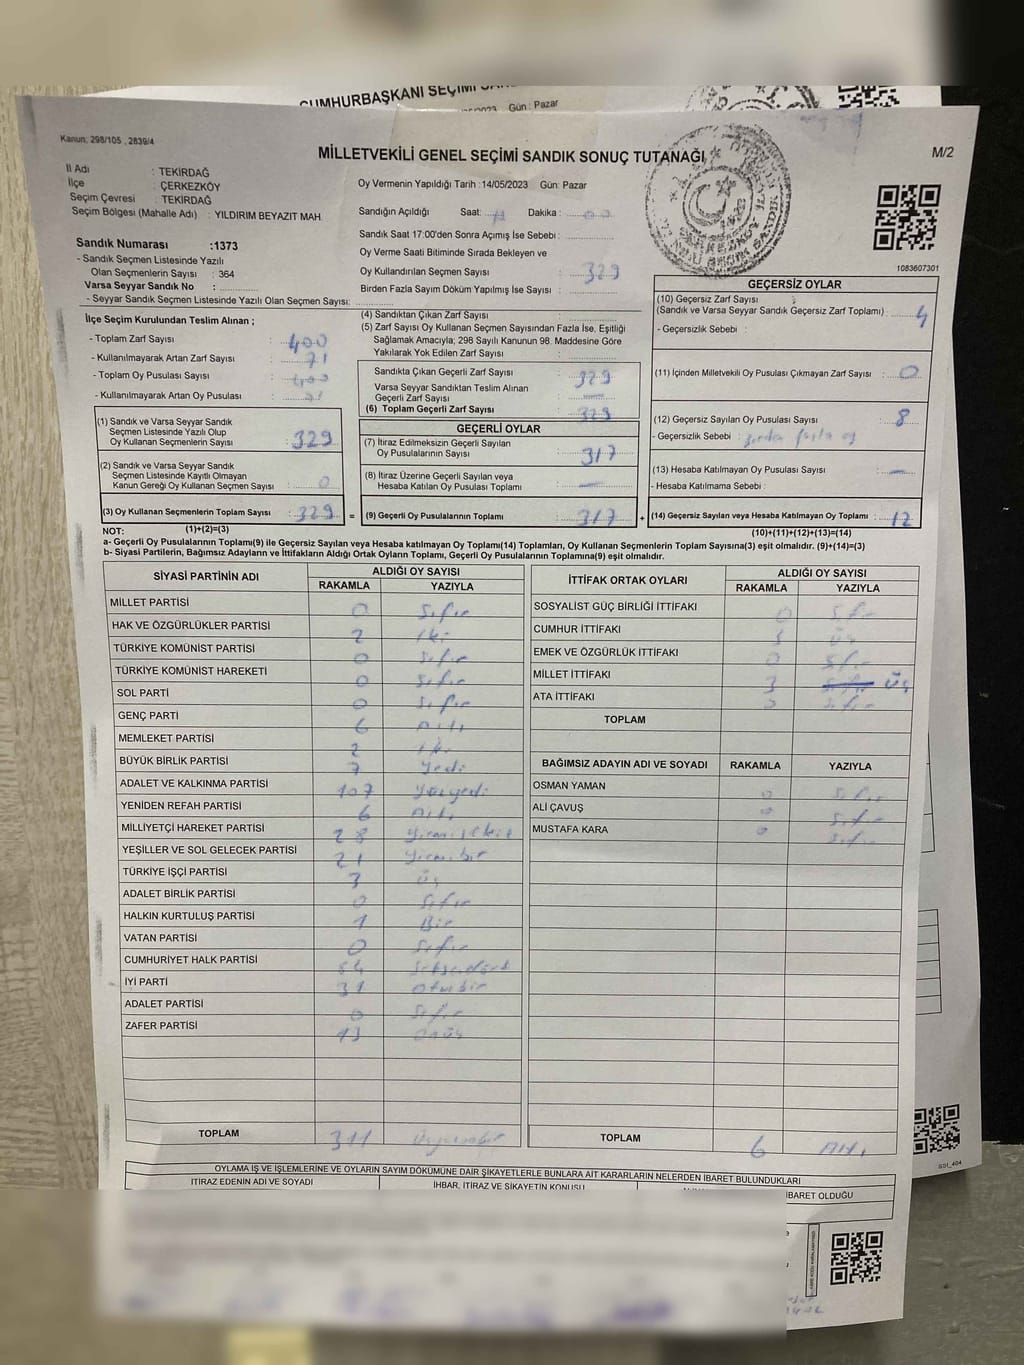 CUMHURBAŞKANI SEÇİMİ
Gün : Pazar
Kanun; 298/105 , 2839/4
MİLLETVEKİLİ GENEL SEÇİMİ SANDIK SONUÇ TUTANAĞI
M/2
İl Adı : TEKİRDAĞ
İlçe : ÇERKEZKÖY
Seçim Çevresi : TEKİRDAĞ
Seçim Bölgesi (Mahalle Adı) : YILDIRIM BEYAZIT MAH.
Oy Vermenin Yapıldığı Tarih :14/05/2023 Gün: Pazar
Sandığın Açıldığı Saat: Dakika :
Sandık Saat 17:00'den Sonra Açımış İse Sebebi :
Oy Verme Saati Bitiminde Sırada Bekleyen ve
Oy Kullandırılan Seçmen Sayısı : 329
Birden Fazla Sayım Döküm Yapılmış İse Sayısı :
Sandık Numarası :1373
- Sandık Seçmen Listesinde Yazılı
Olan Seçmenlerin Sayısı : 364
Varsa Seyyar Sandık No :
- Seyyar Sandık Seçmen Listesinde Yazılı Olan Seçmen Sayısı:
1083607301
İlçe Seçim Kurulundan Teslim Alınan ;
- Toplam Zarf Sayısı : 400
- Kullanılmayarak Artan Zarf Sayısı : 71
- Toplam Oy Pusulası Sayısı : 400
- Kullanılmayarak Artan Oy Pusulası : 71
(4) Sandıktan Çıkan Zarf Sayısı :
(5) Zarf Sayısı Oy Kullanan Seçmen Sayısından Fazla İse, Eşitliği
Sağlamak Amacıyla; 298 Sayılı Kanunun 98. Maddesine Göre
Yakılarak Yok Edilen Zarf Sayısı :
Sandıkta Çıkan Geçerli Zarf Sayısı : 329
Varsa Seyyar Sandıktan Teslim Alınan
Geçerli Zarf Sayısı : —
(6) Toplam Geçerli Zarf Sayısı : 329
GEÇERSİZ OYLAR
(10) Geçersiz Zarf Sayısı :
(Sandık ve Varsa Seyyar Sandık Geçersiz Zarf Toplamı) : 4
- Geçersizlik Sebebi :
(11) İçinden Milletvekili Oy Pusulası Çıkmayan Zarf Sayısı : 0
(12) Geçersiz Sayılan Oy Pusulası Sayısı : 8
- Geçersizlik Sebebi : birden fazla oy
(13) Hesaba Katılmayan Oy Pusulası Sayısı : —
- Hesaba Katılmama Sebebi :
(14) Geçersiz Sayılan veya Hesaba Katılmayan Oy Toplamı : 12
(10)+(11)+(12)+(13)=(14)
(1) Sandık ve Varsa Seyyar Sandık
Seçmen Listesinde Yazılı Olup
Oy Kullanan Seçmenlerin Sayısı : 329
(2) Sandık ve Varsa Seyyar Sandık
Seçmen Listesinde Kayıtlı Olmayan
Kanun Gereği Oy Kullanan Seçmen Sayısı : 0
(3) Oy Kullanan Seçmenlerin Toplam Sayısı : 329
(1)+(2)=(3)
GEÇERLİ OYLAR
(7) İtiraz Edilmeksizin Geçerli Sayılan
Oy Pusulalarının Sayısı : 317
(8) İtiraz Üzerine Geçerli Sayılan veya
Hesaba Katılan Oy Pusulası Toplamı : —
= (9) Geçerli Oy Pusulalarının Toplamı : 317 +
NOT:
a- Geçerli Oy Pusulalarının Toplamı(9) ile Geçersiz Sayılan veya Hesaba katılmayan Oy Toplamı(14) Toplamları, Oy Kullanan Seçmenlerin Toplam Sayısına(3) eşit olmalıdır. (9)+(14)=(3)
b- Siyasi Partilerin, Bağımsız Adayların ve İttifakların Aldığı Ortak Oyların Toplamı, Geçerli Oy Pusulalarının Toplamına(9) eşit olmalıdır.
SİYASİ PARTİNİN ADI ALDIĞI OY SAYISI
RAKAMLA YAZIYLA
MİLLET PARTİSİ 0 Sıfır
HAK VE ÖZGÜRLÜKLER PARTİSİ 2 iki
TÜRKİYE KOMÜNİST PARTİSİ 0 Sıfır
TÜRKİYE KOMÜNİST HAREKETİ 0 Sıfır
SOL PARTİ 0 Sıfır
GENÇ PARTİ 6 Altı
MEMLEKET PARTİSİ 2 iki
BÜYÜK BİRLİK PARTİSİ 7 Yedi
ADALET VE KALKINMA PARTİSİ 107 Yüzyedi
YENİDEN REFAH PARTİSİ 6 Altı
MİLLİYETÇİ HAREKET PARTİSİ 28 Yirmisekiz
YEŞİLLER VE SOL GELECEK PARTİSİ 21 Yirmibir
TÜRKİYE İŞÇİ PARTİSİ 3 üç
ADALET BİRLİK PARTİSİ 0 Sıfır
HALKIN KURTULUŞ PARTİSİ 1 Bir
VATAN PARTİSİ 0 Sıfır
CUMHURİYET HALK PARTİSİ 84 Seksendört
İYİ PARTİ 31 Otuzbir
ADALET PARTİSİ 0 Sıfır
ZAFER PARTİSİ 13 Onüç
TOPLAM 311 Üçyüzonbir
İTTİFAK ORTAK OYLARI ALDIĞI OY SAYISI
RAKAMLA YAZIYLA
SOSYALİST GÜÇ BİRLİĞİ İTTİFAKI 0 Sıfır
CUMHUR İTTİFAKI 3 üç
EMEK VE ÖZGÜRLÜK İTTİFAKI 0 Sıfır
MİLLET İTTİFAKI 3 üç
ATA İTTİFAKI Sıfır
TOPLAM
BAĞIMSIZ ADAYIN ADI VE SOYADI RAKAMLA YAZIYLA
OSMAN YAMAN 0 Sıfır
ALİ ÇAVUŞ 0 Sıfır
MUSTAFA KARA 0 Sıfır
TOPLAM 6 Altı
OYLAMA İŞ VE İŞLEMLERİNE VE OYLARIN SAYIM DÖKÜMÜNE DAİR ŞİKAYETLERLE BUNLARA AİT KARARLARIN NELERDEN İBARET BULUNDUKLARI
İTİRAZ EDENİN ADI VE SOYADI İHBAR, İTİRAZ VE ŞİKAYETİN KONUSU İBARET OLDUĞU
SSİ_404